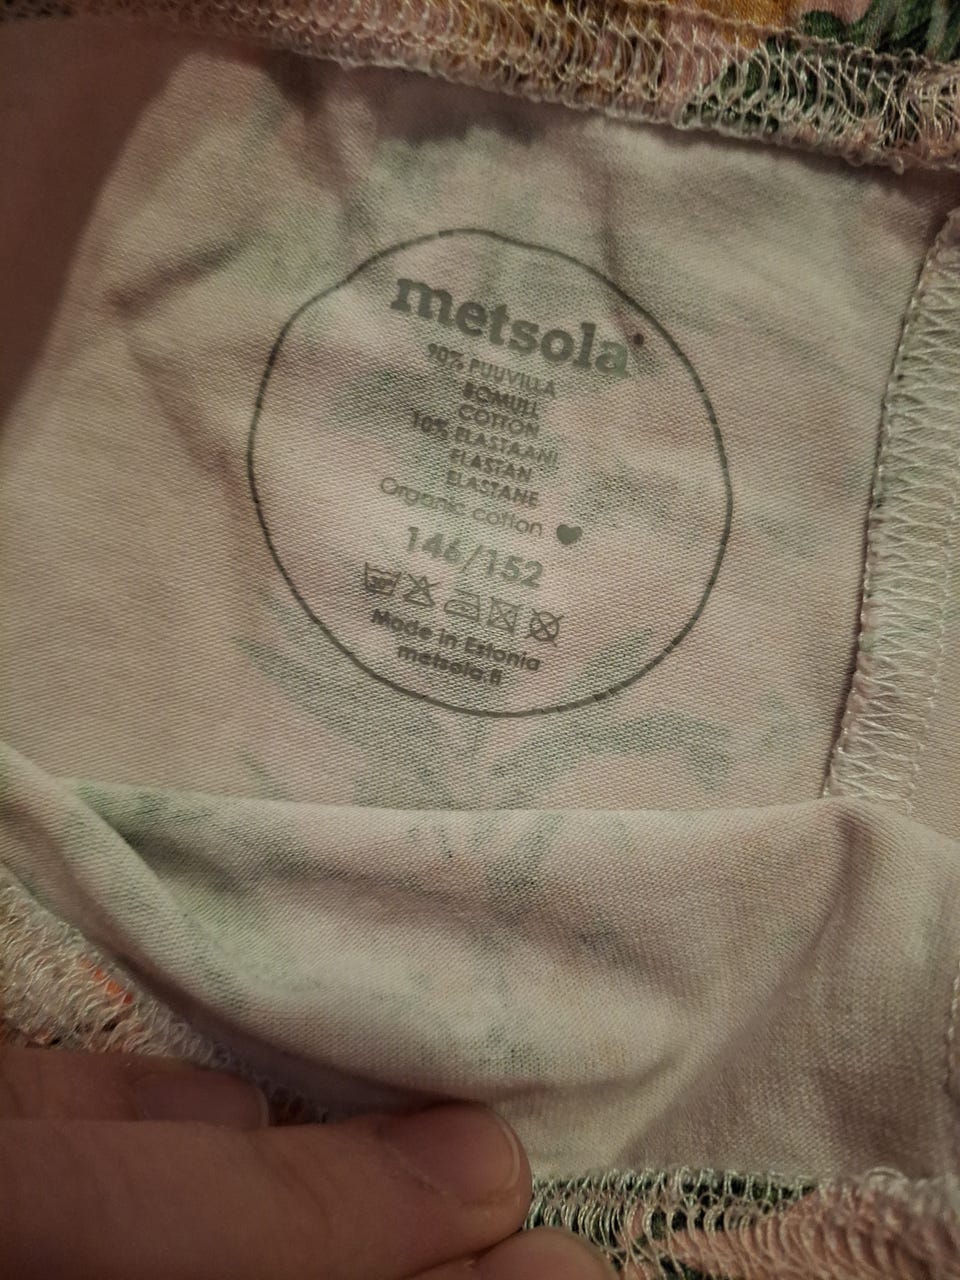 metsola
90% PUUVILLA
BOMULL
COTTON
10% ELASTAANI
ELASTAN
ELASTANE
Organic cotton
146/152
Made in Estonia
metsola.fi